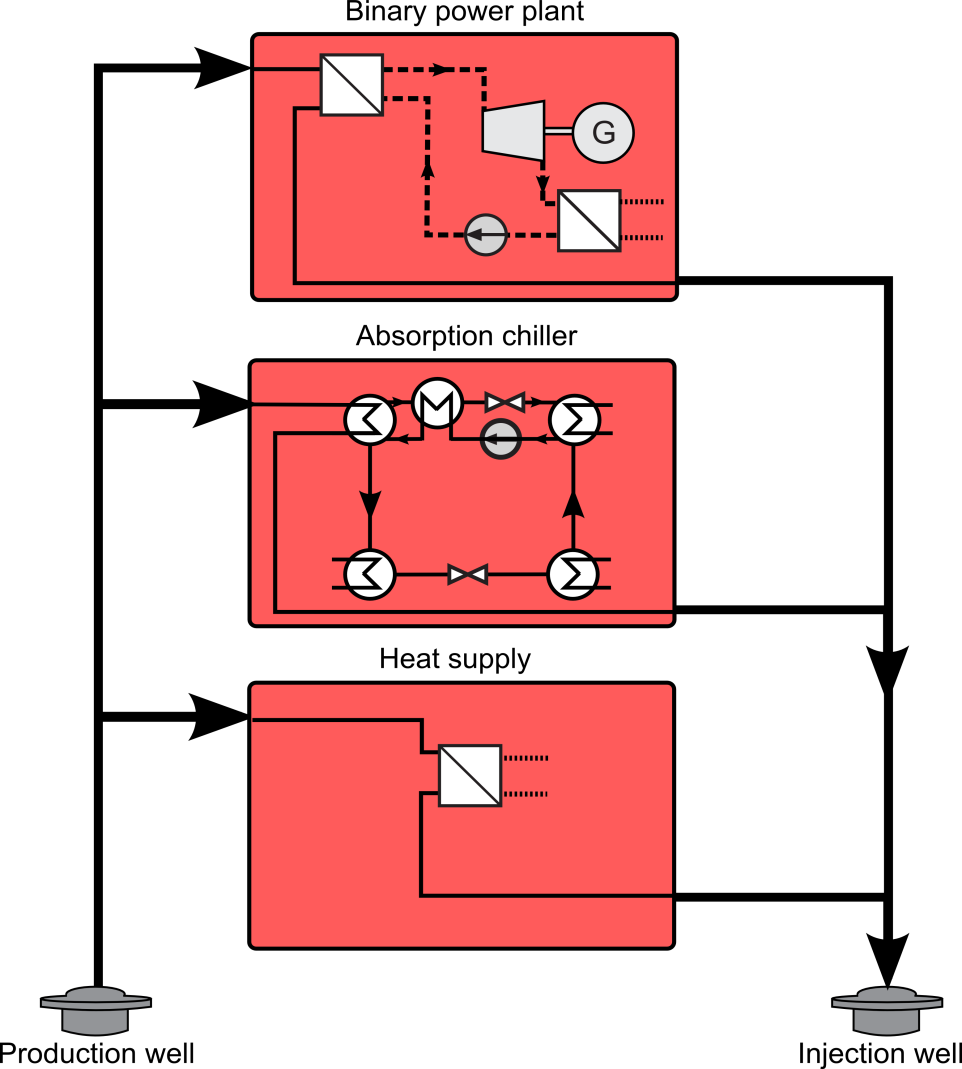 Binary power plant
G
Absorption chiller
Heat supply
Production well
Injection well